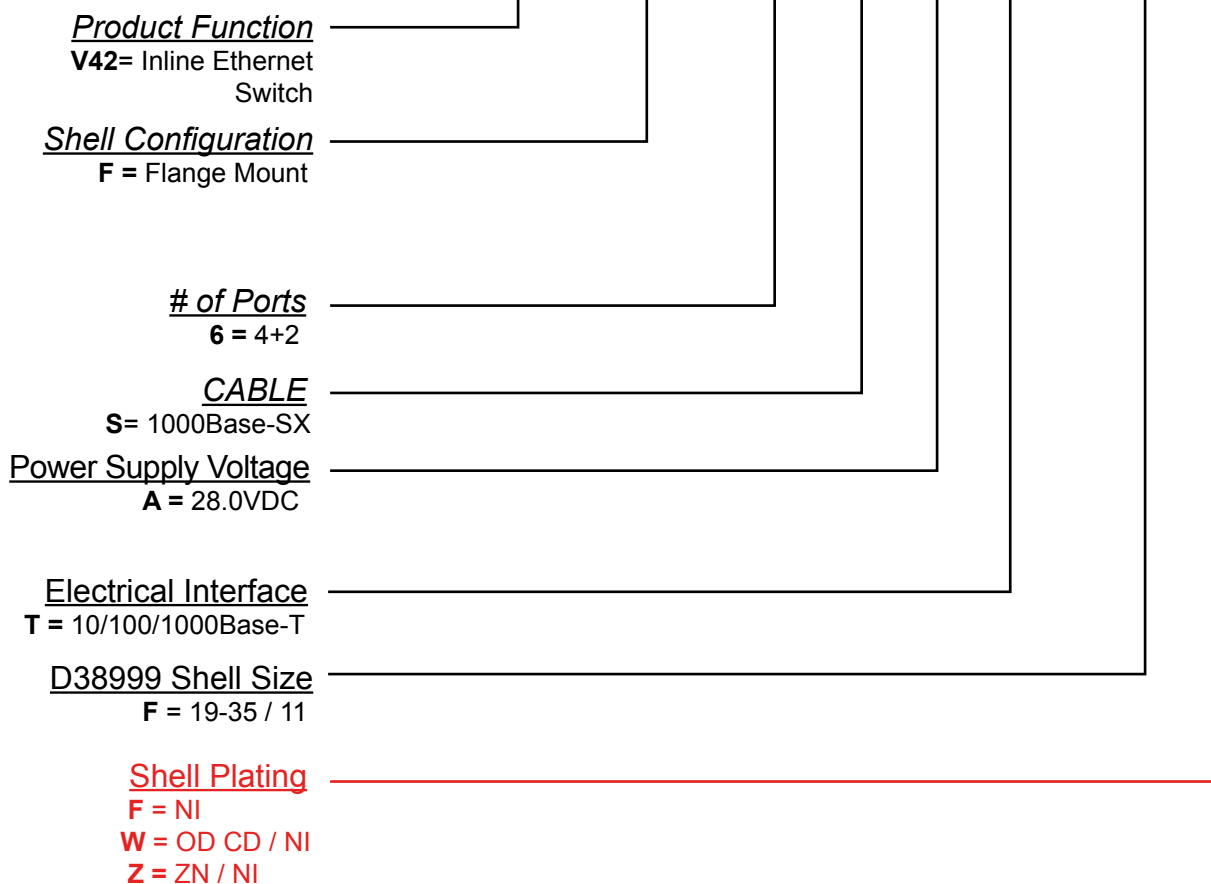 Product Function
V42= Inline Ethernet
Switch
Shell Configuration
F = Flange Mount
# of Ports
6 = 4+2
CABLE
S= 1000Base-SX
Power Supply Voltage
A = 28.0VDC
Electrical Interface
T = 10/100/1000Base-T
D38999 Shell Size
F = 19-35 / 11
Shell Plating
F = NI
W = OD CD / NI
Z = ZN / NI